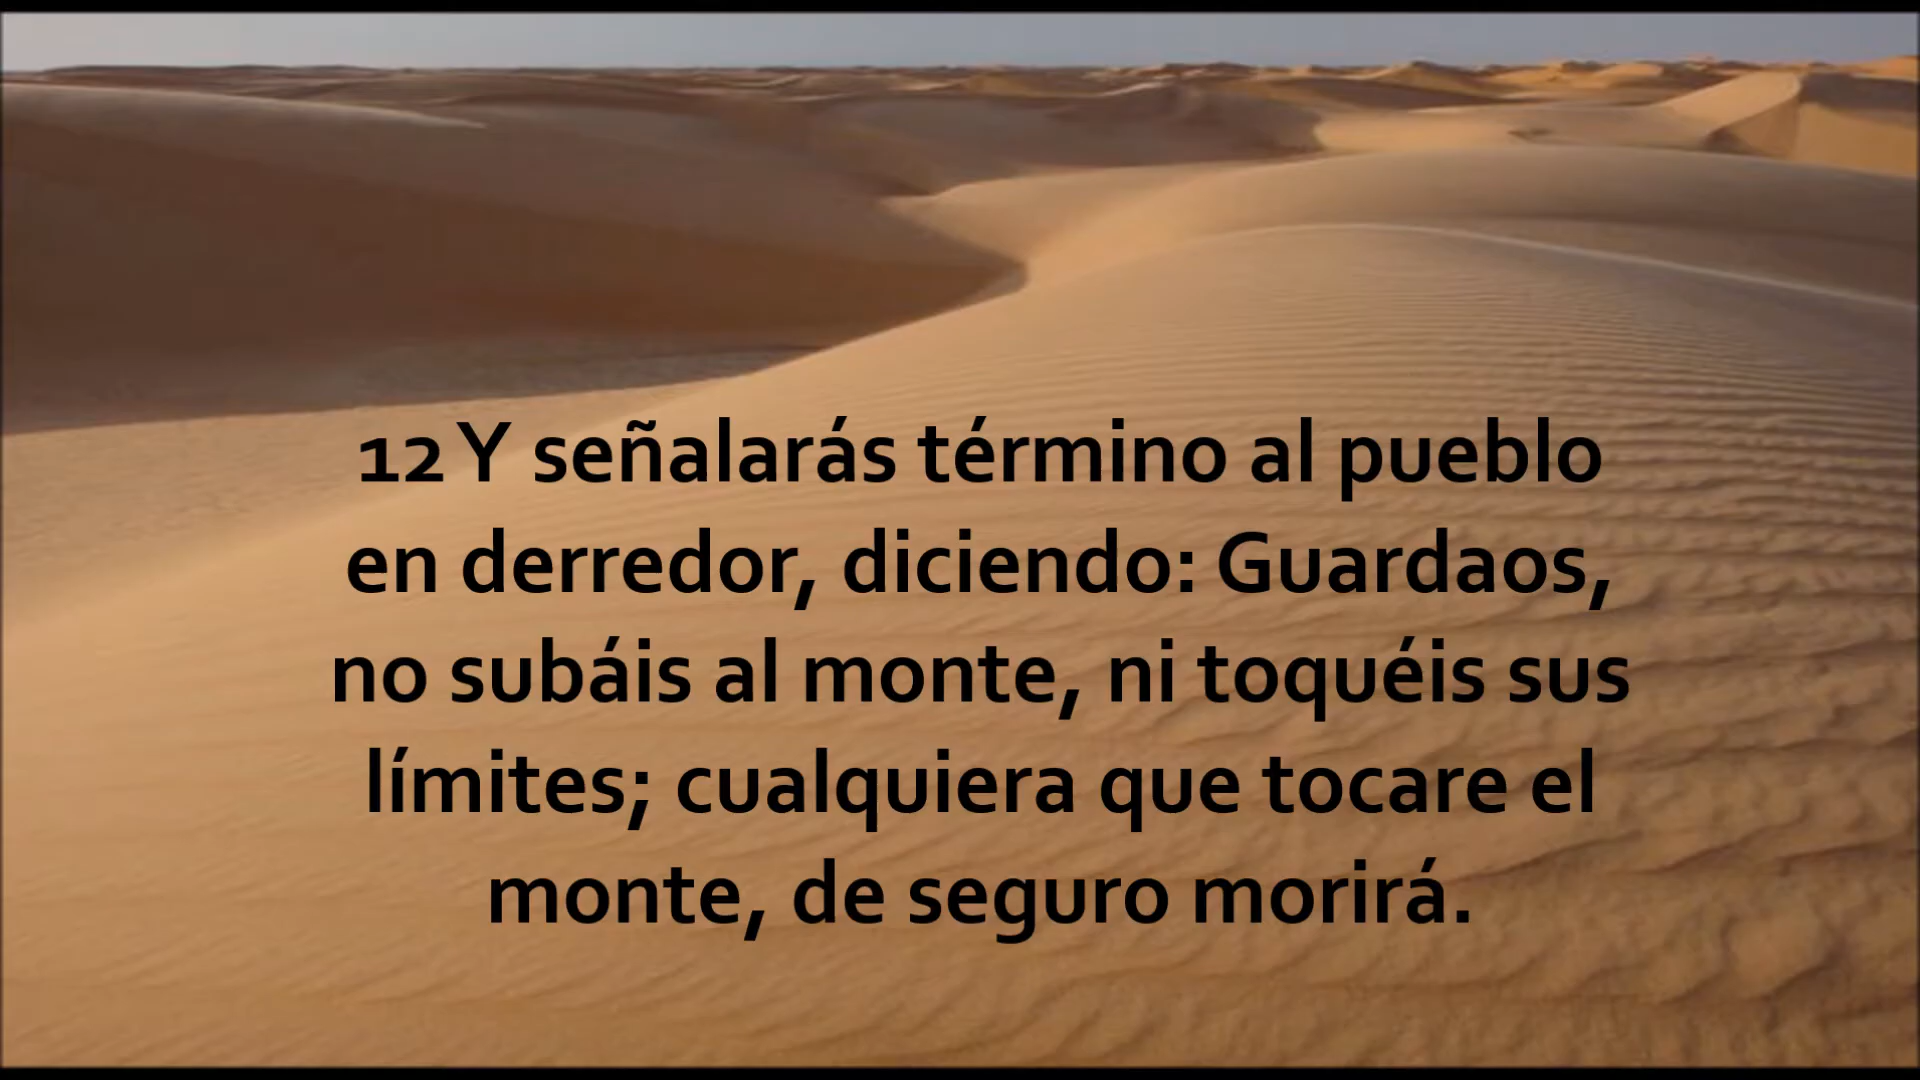 12 Y señalarás término al pueblo
en derredor, diciendo: Guardaos,
no subáis al monte, ni toquéis sus
límites; cualquiera que tocare el
monte, de seguro morirá.